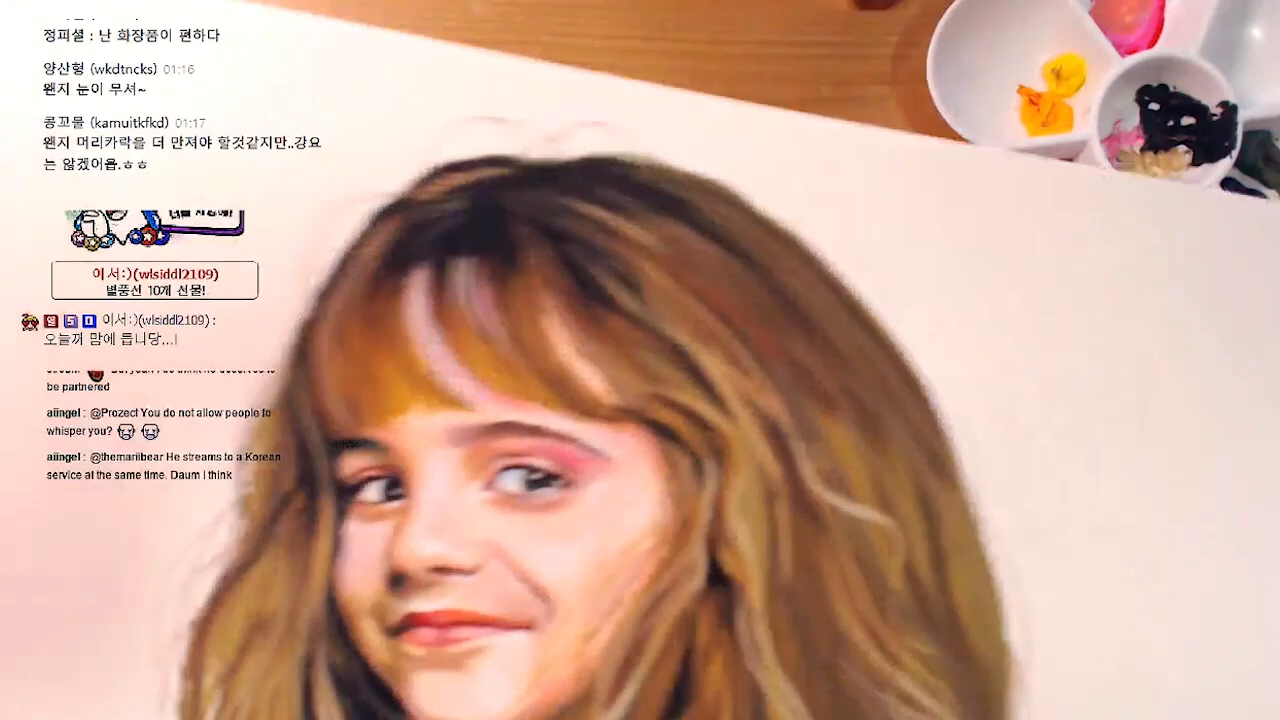 정피셜 : 난 화장품이 편하다
양산형 (wkdtncks) 01:16
왠지 눈이 무셔~
콩꼬물 (kamuitkfkd) 01:17
왠지 머리카락을 더 만져야 할것같지만..강요
는 않겠어욥.ㅎㅎ
이서:)(wlsiddl2109)
별풍선 10개 선물!
열 5 이서:)(wlsiddl2109) :
오늘꺼 맘에 듭니당...!
be partnered
aiingel : @Prozect You do not allow people to
whisper you?
aiingel : @themariibear He streams to a Korean
service at the same time. Daum i think